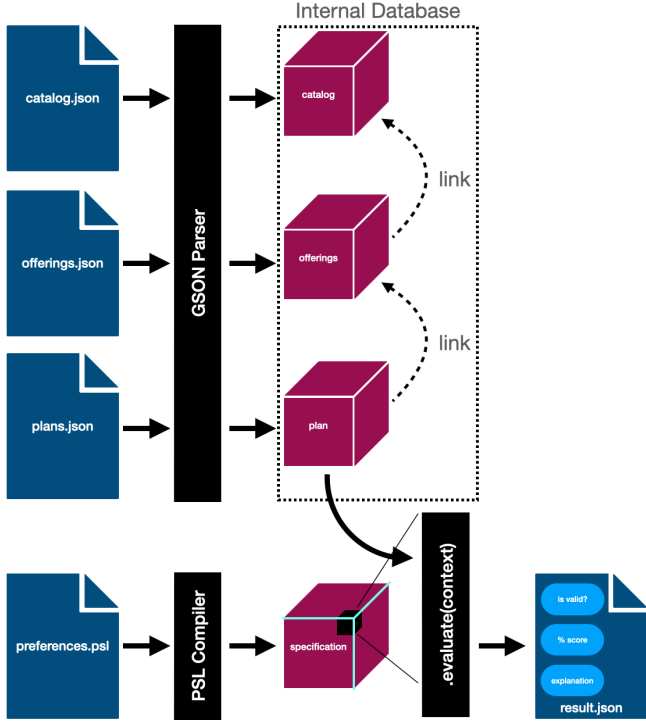 Internal Database
catalog.json
catalog
link
offerings.json
GSON Parser
offerings
link
plans.json
plan
preferences.psl
PSL Compiler
specification
.evaluate(context)
is valid?
% score
explanation
result.json